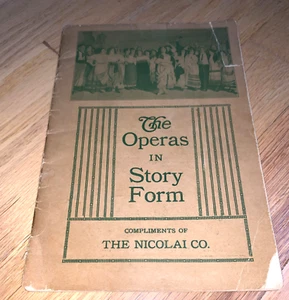 The
Operas
IN
Story
Form
COMPLIMENTS OF
THE NICOLAI CO.